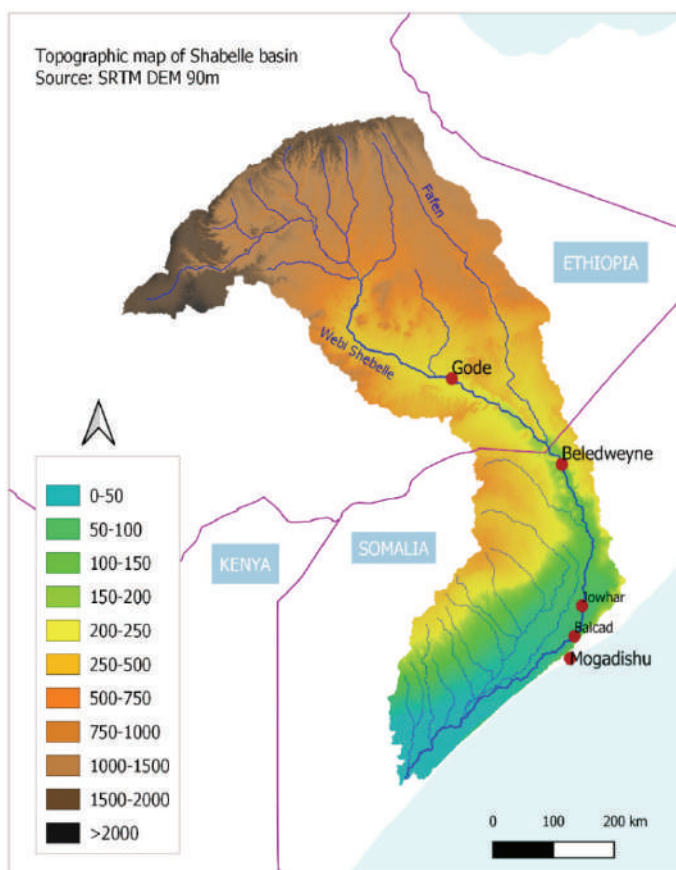 Topographic map of Shabelle basin
Source: SRTM DEM 90m
Fafen
ETHIOPIA
Webi Shebelle
Gode
Beledweyne
0-50
50-100
100-150
150-200
200-250
250-500
500-750
750-1000
1000-1500
1500-2000
>2000
KENYA
SOMALIA
Jowhar
Balcad
Mogadishu
0 100 200 km